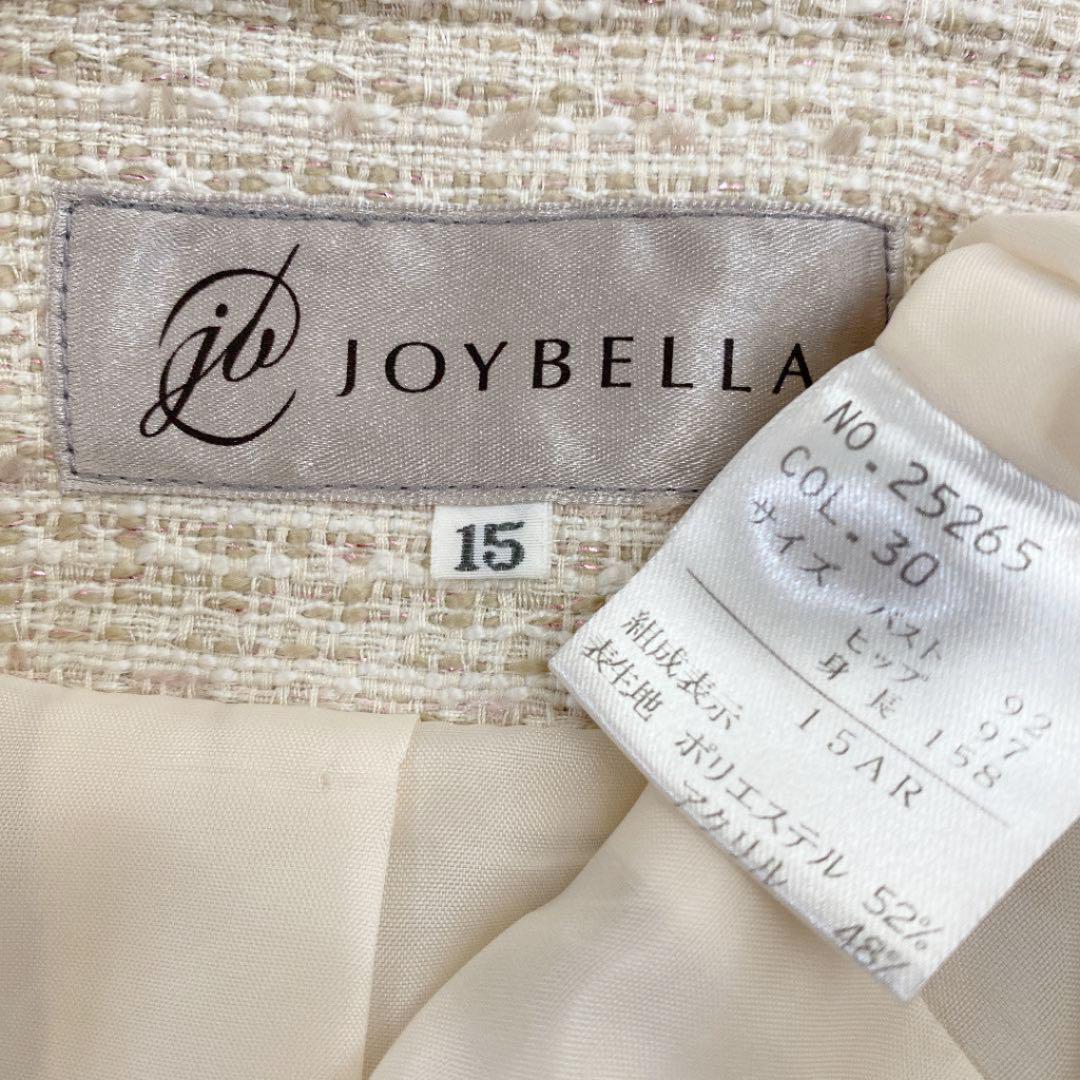 jb JOYBELLA
15
NO.25265
COL.30
サイズ
バスト 92
ヒップ 97
身長 158
15AR
組成表示
表生地
ポリエステル 52%
アクリル 48%